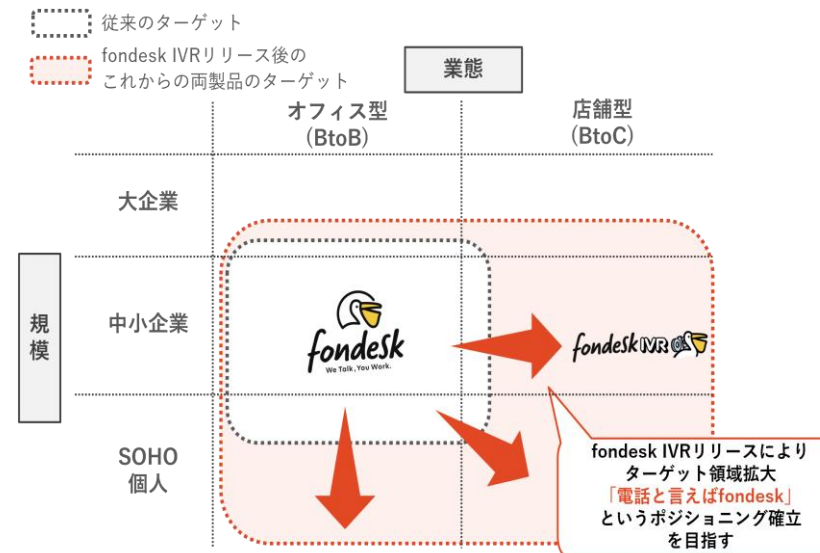 従来のターゲット
fondesk IVRリリース後の
これからの両製品のターゲット
業態
オフィス型
(BtoB)
店舗型
(BtoC)
大企業
規模
中小企業
fondesk
We Talk, You Work.
fondesk IVR
SOHO
個人
fondesk IVRリリースにより
ターゲット領域拡大
「電話と言えばfondesk」
というポジショニング確立
を目指す